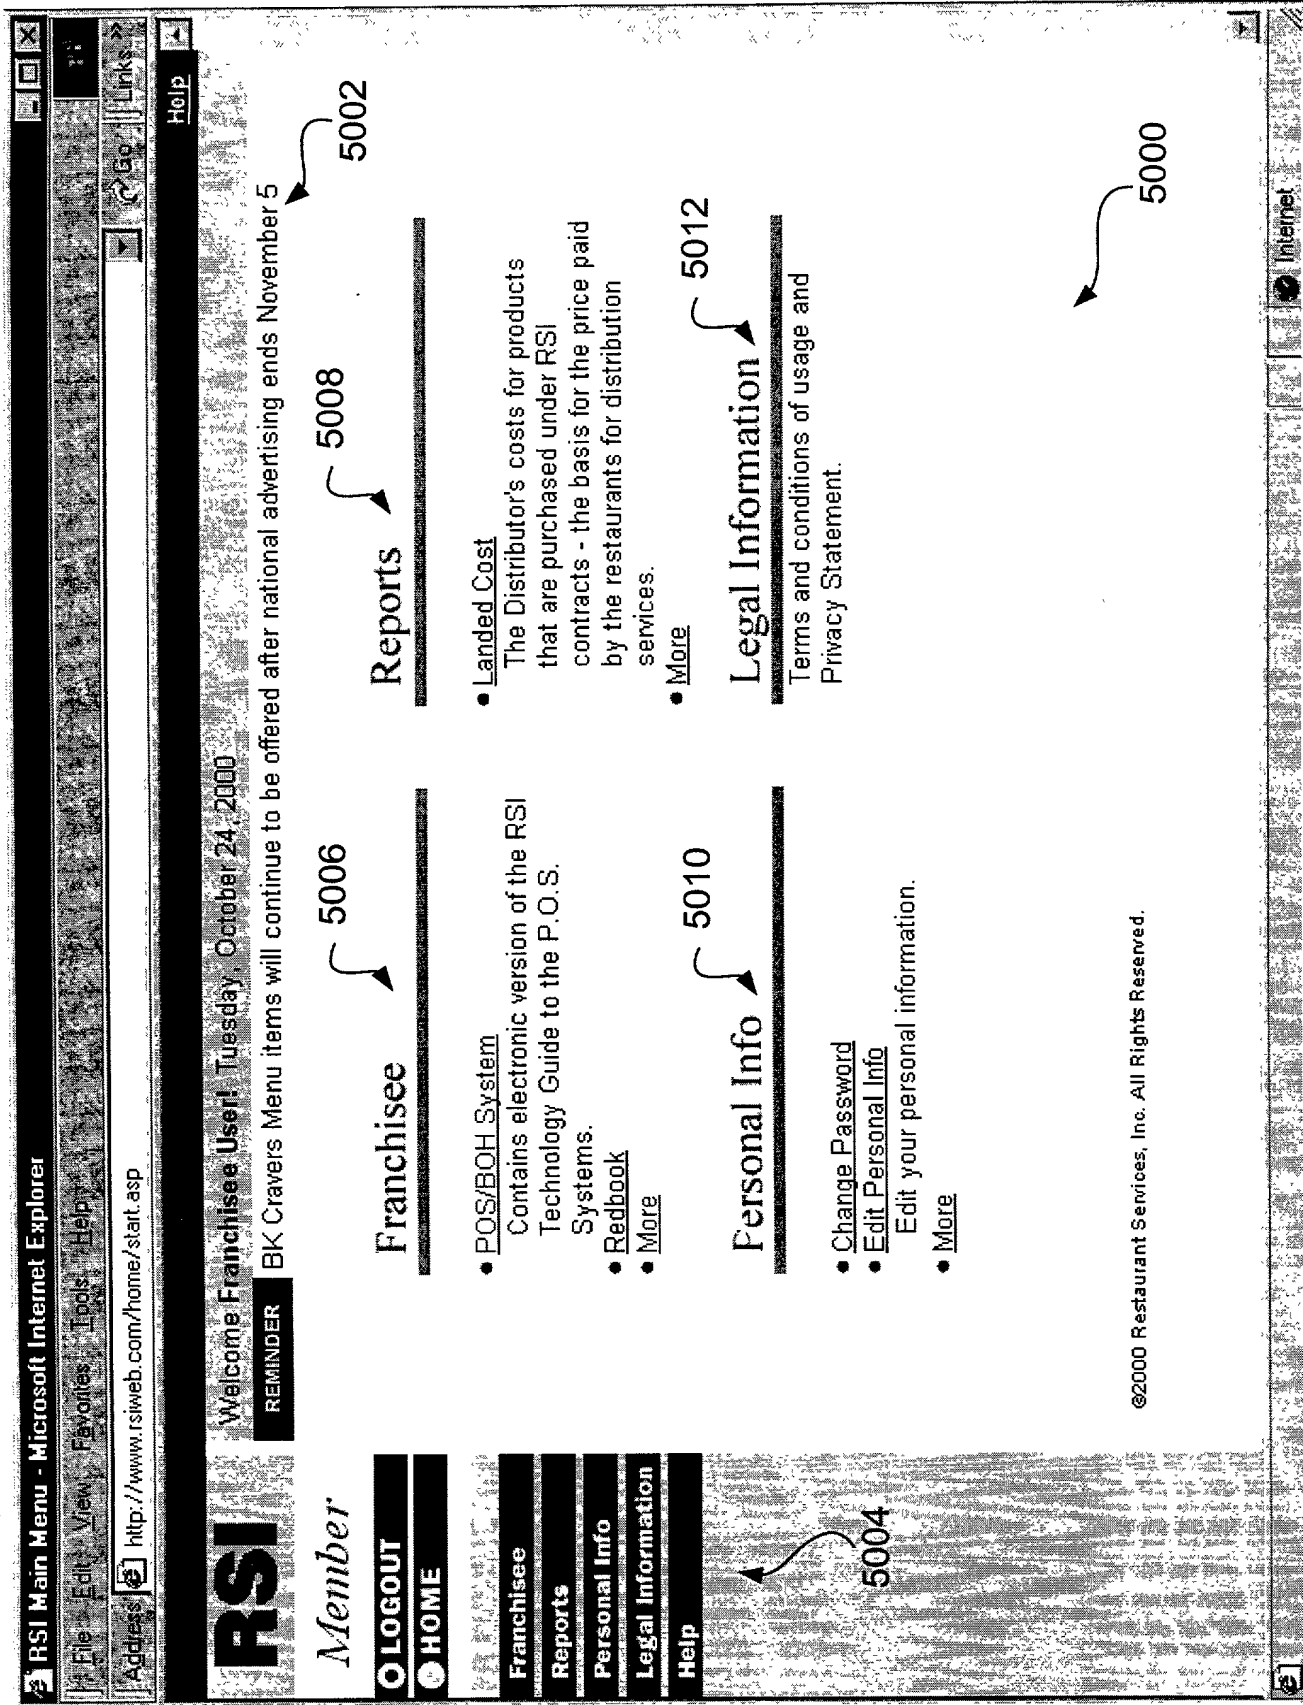 RSI Main Menu - Microsoft Internet Explorer
File Edit View Favorites Tools Help
Address http://www.rsiweb.com/home/start.asp Go Links »
Help
RSI
Welcome Franchisee User! Tuesday, October 24, 2000
REMINDER BK Cravers Menu items will continue to be offered after national advertising ends November 5
5002
Member
LOGOUT
HOME
Franchisee
Reports
Personal Info
Legal Information
Help
5004
Franchisee
5006
• POS/BOH System
Contains electronic version of the RSI
Technology Guide to the P.O.S.
Systems.
• Redbook
• More
Reports
5008
• Landed Cost
The Distributor's costs for products
that are purchased under RSI
contracts - the basis for the price paid
by the restaurants for distribution
services.
• More
Personal Info
5010
• Change Password
• Edit Personal Info
Edit your personal information.
• More
Legal Information
5012
Terms and conditions of usage and
Privacy Statement.
5000
©2000 Restaurant Services, Inc. All Rights Reserved.
Internet